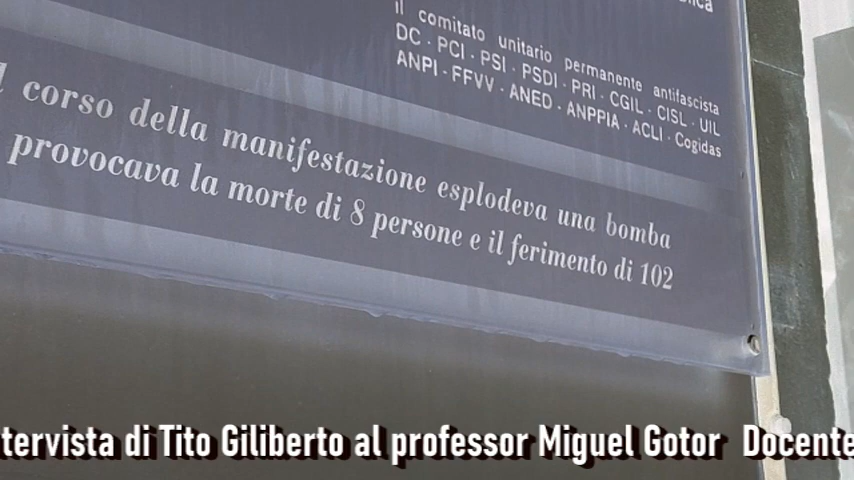 il comitato unitario permanente antifascista
DC · PCI · PSI · PSDI · PRI · CGIL · CISL · UIL
ANPI · FFVV · ANED · ANPPIA · ACLI · Cogidas
corso della manifestazione esplodeva una bomba
provocava la morte di 8 persone e il ferimento di 102
ntervista di Tito Giliberto al professor Miguel Gotor Docente